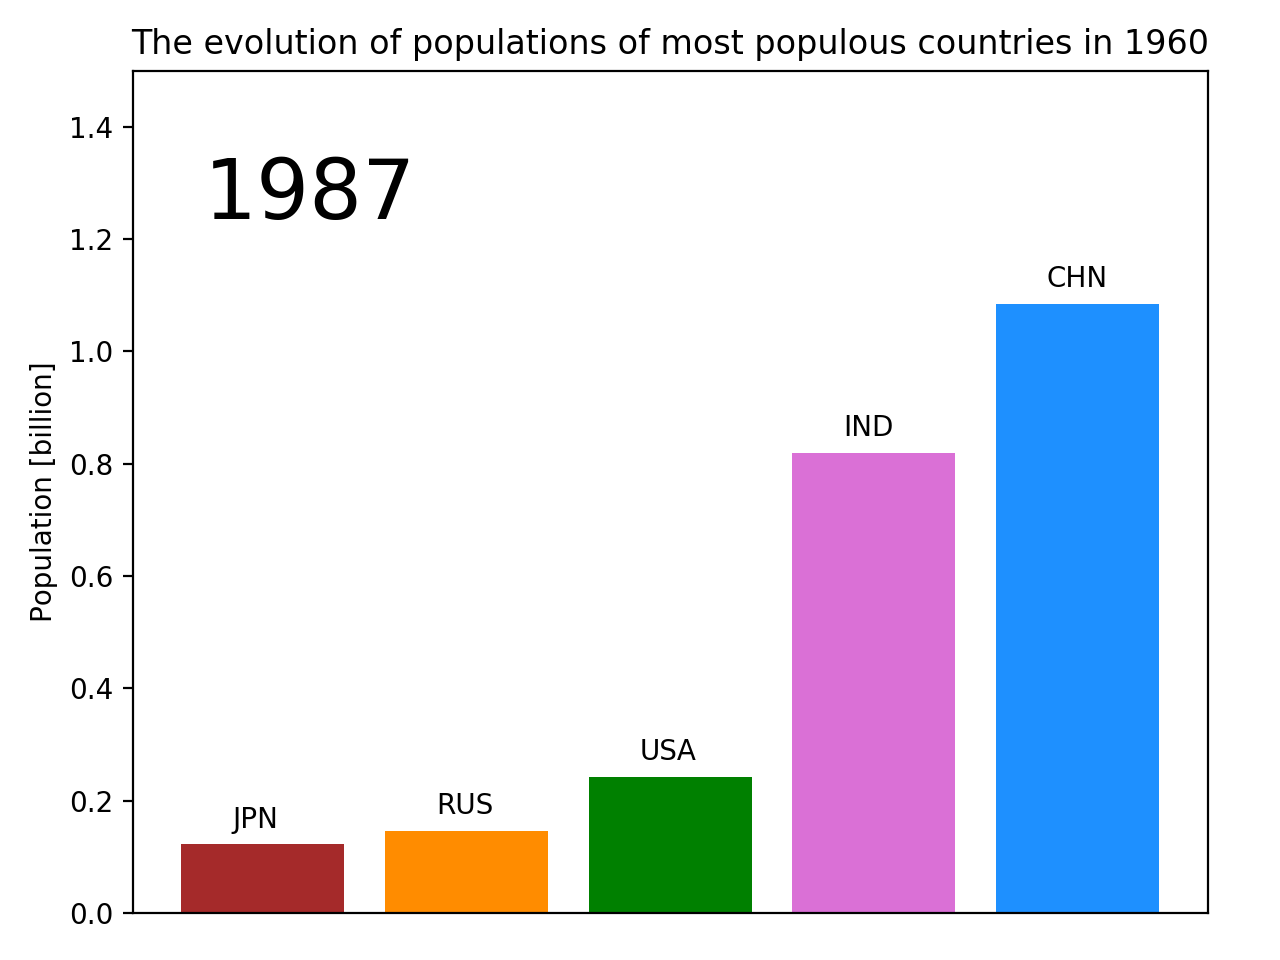 The evolution of populations of most populous countries in 1960
1987
Population [billion]
1.4
1.2
1.0
0.8
0.6
0.4
0.2
0.0
JPN
RUS
USA
IND
CHN